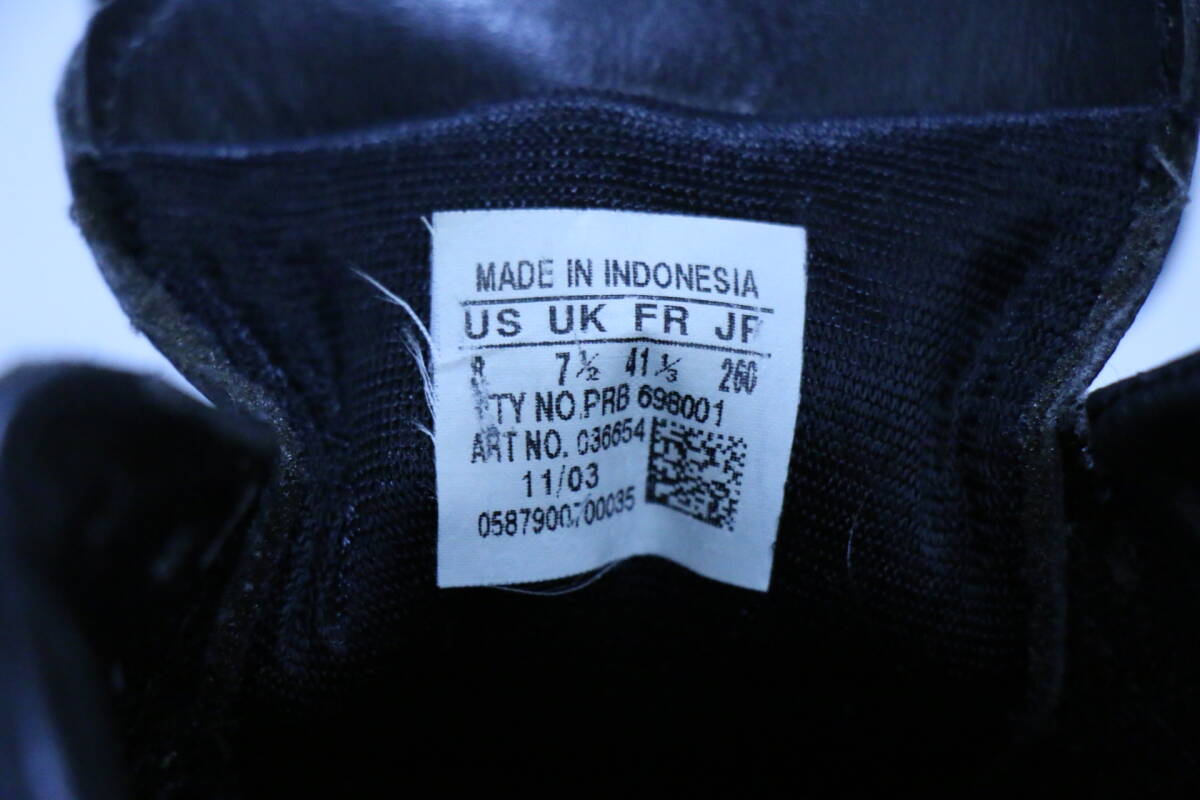 MADE IN INDONESIA
US UK FR JP
8 7½ 41⅓ 260
NO.PRB 698001
ART NO. 036654
11/03
0587900700035